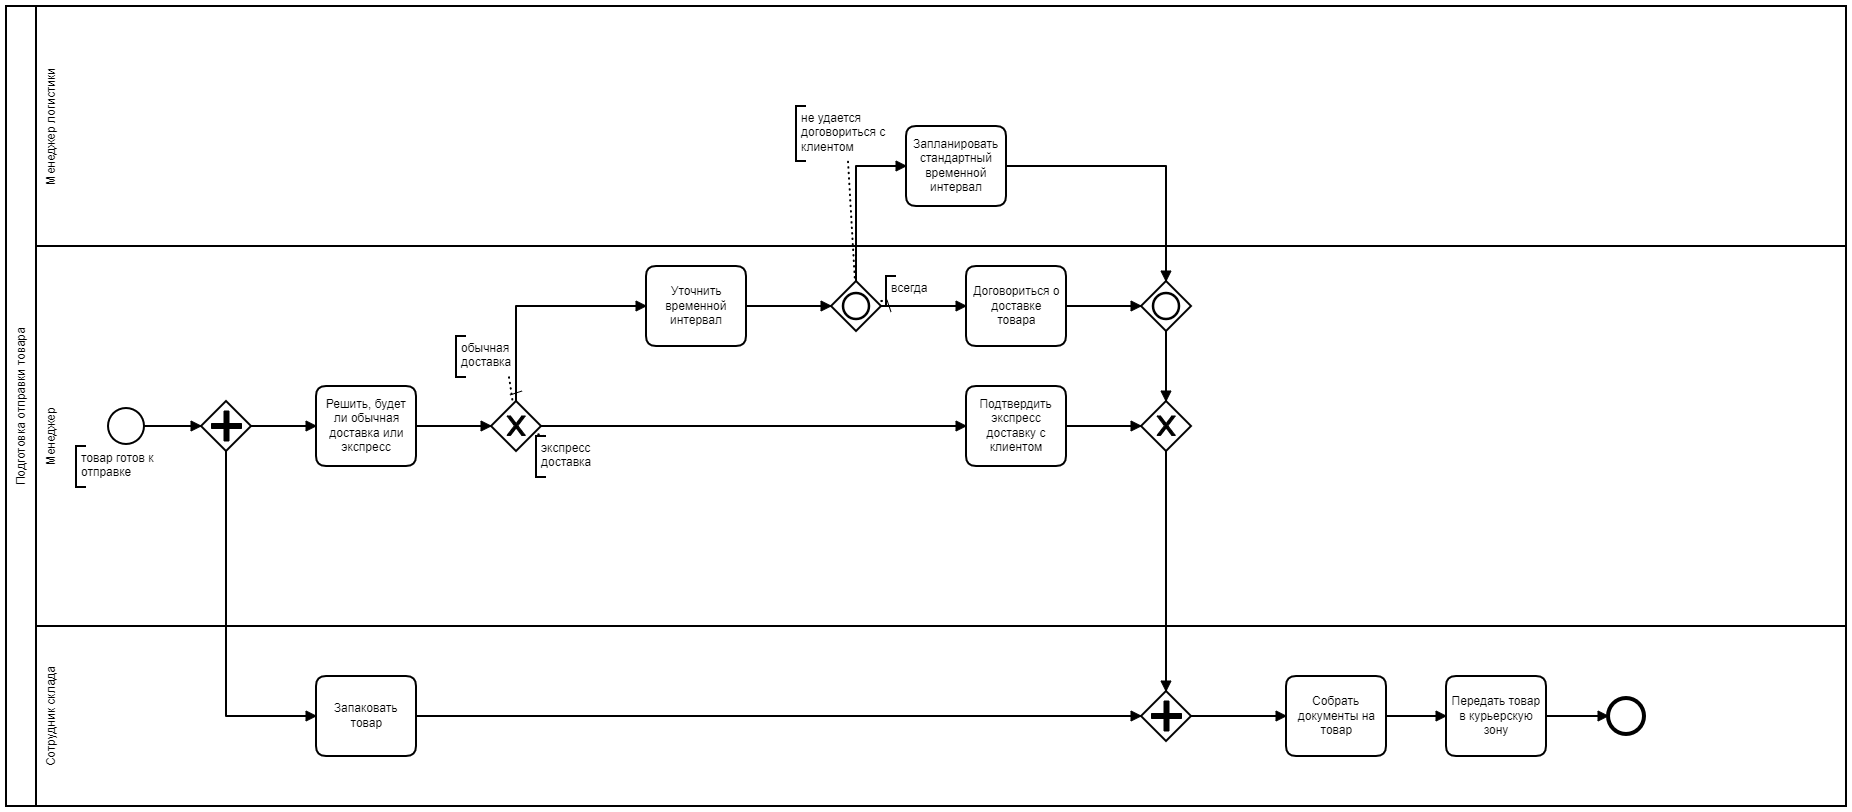 Подготовка отправки товара
Менеджер логистики
не удается
договориться с
клиентом
Запланировать
стандартный
временной
интервал
Менеджер
товар готов к
отправке
Решить, будет
ли обычная
доставка или
экспресс
обычная
доставка
X
экспресс
доставка
Уточнить
временной
интервал
всегда
Договориться о
доставке
товара
Подтвердить
экспресс
доставку с
клиентом
X
Сотрудник склада
Запаковать
товар
Собрать
документы на
товар
Передать товар
в курьерскую
зону